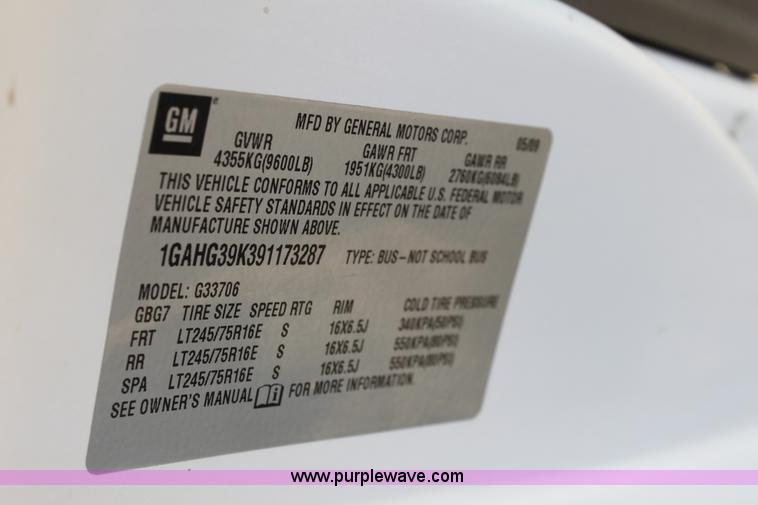 GM
MFD BY GENERAL MOTORS CORP. 05/09
GVWR GAWR FRT GAWR RR
4355KG(9600LB) 1951KG(4300LB) 2760KG(6084LB)
THIS VEHICLE CONFORMS TO ALL APPLICABLE U.S. FEDERAL MOTOR
VEHICLE SAFETY STANDARDS IN EFFECT ON THE DATE OF
MANUFACTURE SHOWN ABOVE.
1GAHG39K391173287 TYPE: BUS-NOT SCHOOL BUS
MODEL: G33706
GBG7 TIRE SIZE SPEED RTG RIM COLD TIRE PRESSURE
FRT LT245/75R16E S 16X6.5J 340KPA(50PSI)
RR LT245/75R16E S 16X6.5J 550KPA(80PSI)
SPA LT245/75R16E S 16X6.5J 550KPA(80PSI)
SEE OWNER'S MANUAL FOR MORE INFORMATION.
www.purplewave.com